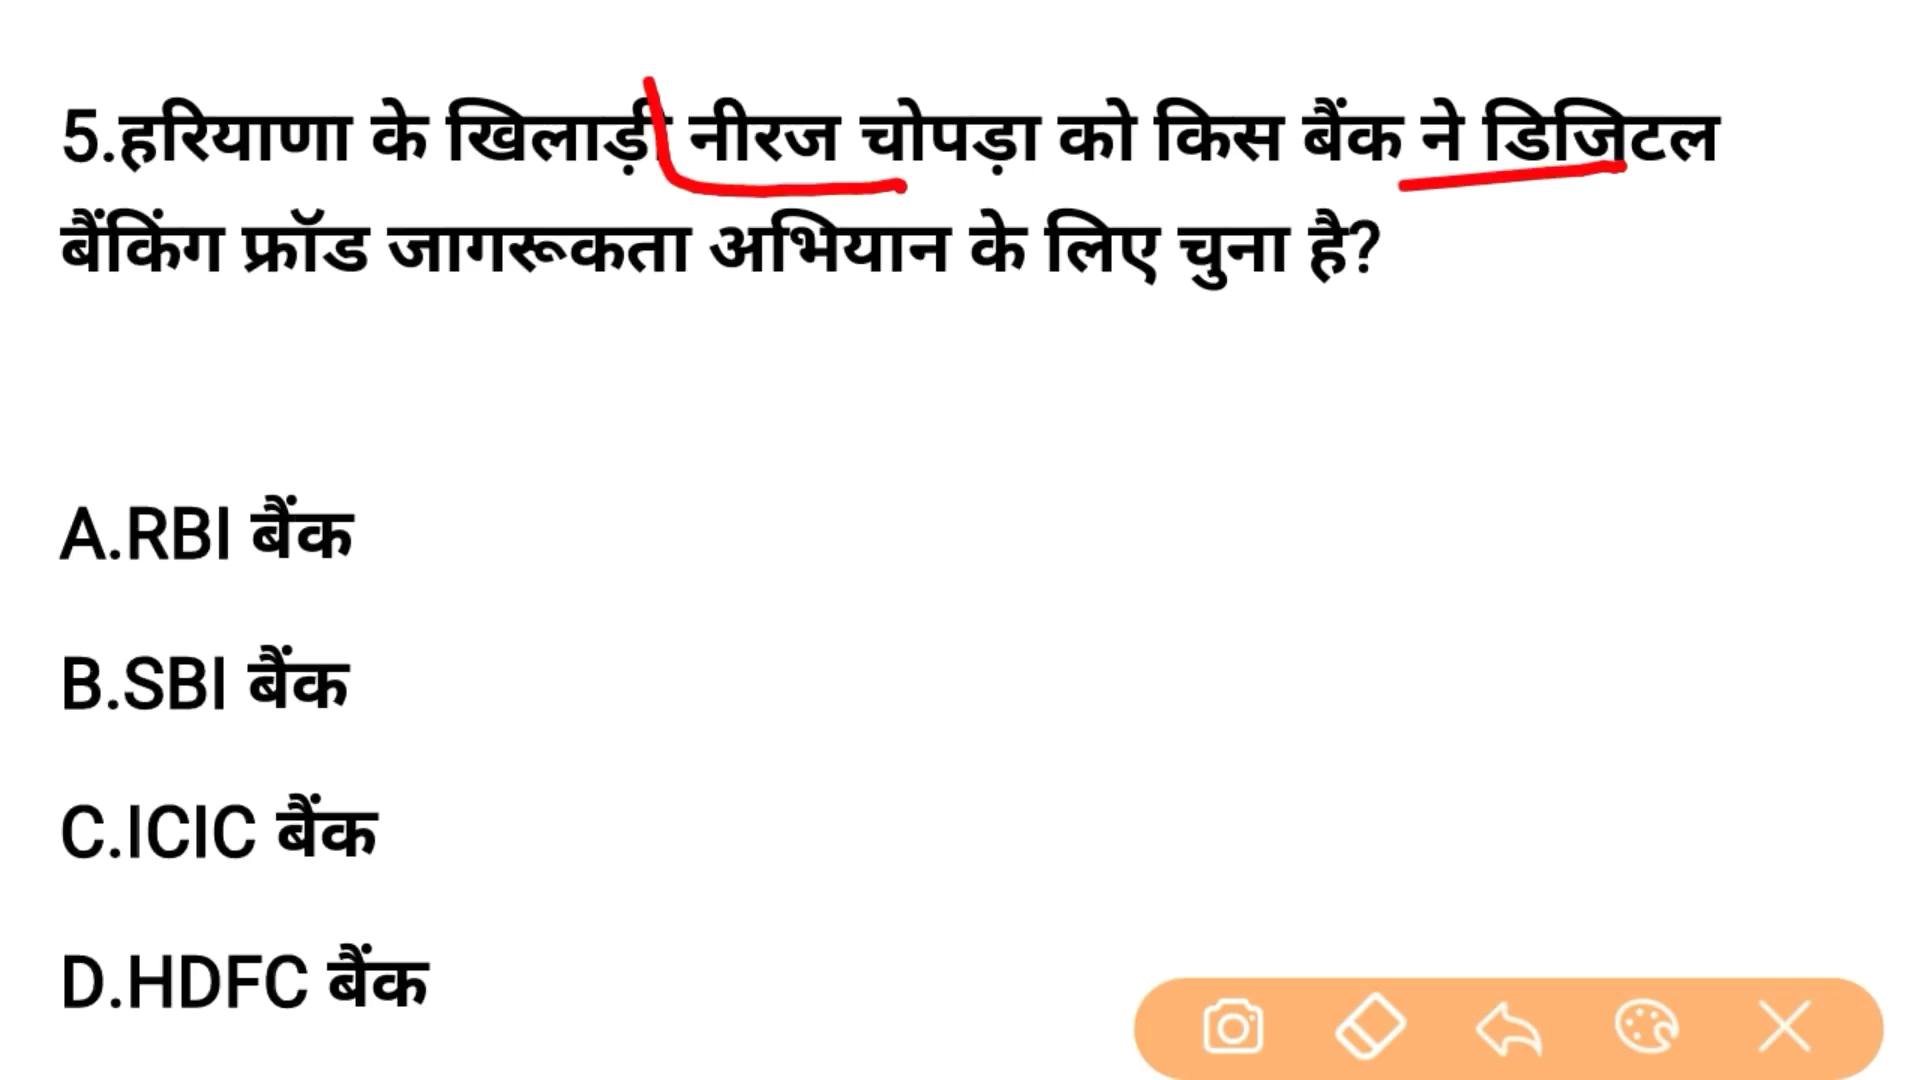 5.हरियाणा के खिलाड़ी नीरज चोपड़ा को किस बैंक ने डिजिटल
बैंकिंग फ्रॉड जागरूकता अभियान के लिए चुना है?
A.RBI बैंक
B.SBI बैंक
C.ICIC बैंक
D.HDFC बैंक